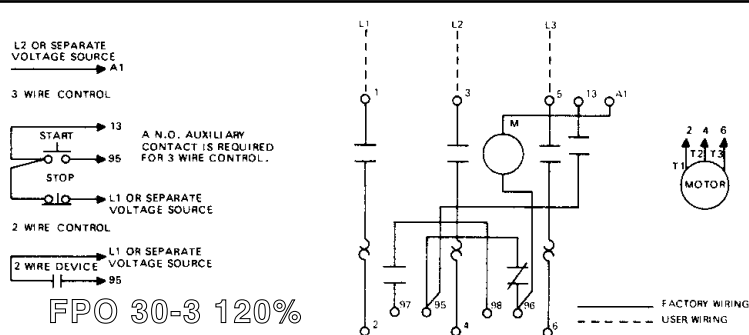 L2 OR SEPARATE
VOLTAGE SOURCE
A1
3 WIRE CONTROL
13
START
95
A N.O. AUXILIARY
CONTACT IS REQUIRED
FOR 3 WIRE CONTROL.
STOP
L1 OR SEPARATE
VOLTAGE SOURCE
2 WIRE CONTROL
L1 OR SEPARATE
VOLTAGE SOURCE
2 WIRE DEVICE
95
FPO 30-3 120%
L1 L2 L3
1 3 5 13 A1
M
97 95 98 96
2 4 6
2 4 6
T1 T2 T3
MOTOR
FACTORY WIRING
USER WIRING